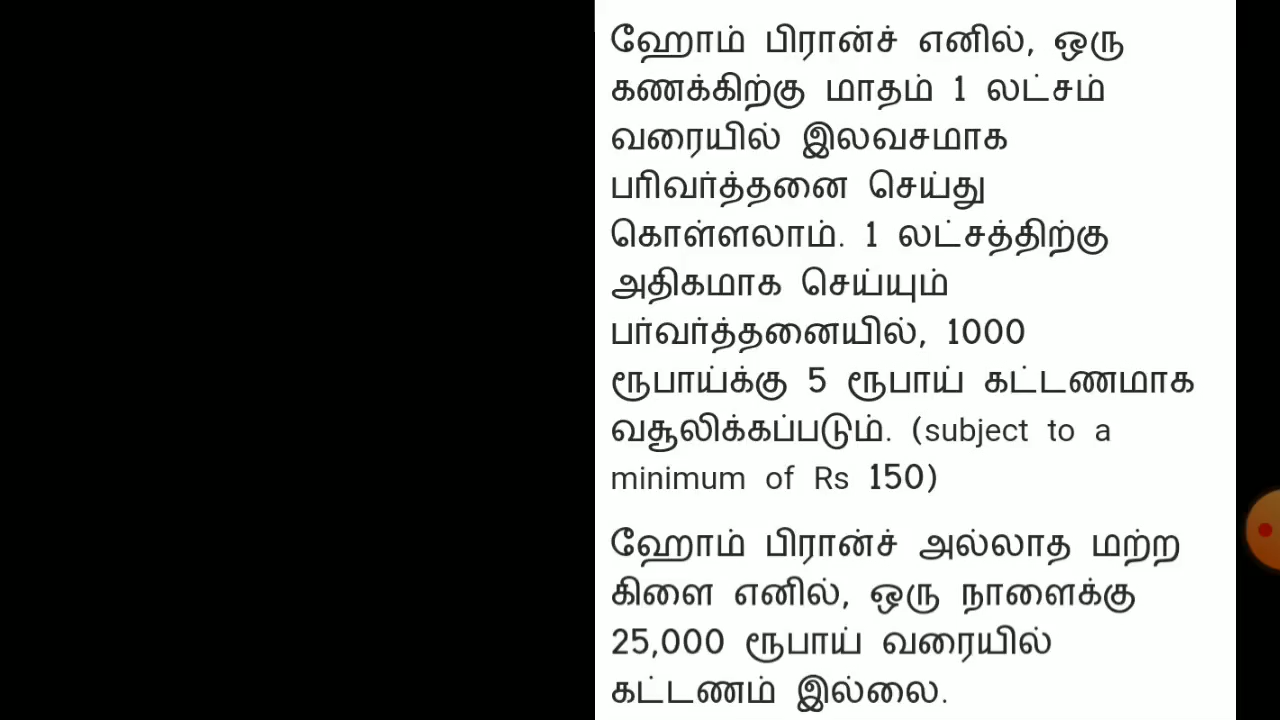 ஹோம் பிரான்ச் எனில், ஒரு
கணக்கிற்கு மாதம் 1 லட்சம்
வரையில் இலவசமாக
பரிவர்த்தனை செய்து
கொள்ளலாம். 1 லட்சத்திற்கு
அதிகமாக செய்யும்
பர்வர்த்தனையில், 1000
ரூபாய்க்கு 5 ரூபாய் கட்டணமாக
வசூலிக்கப்படும். (subject to a
minimum of Rs 150)
ஹோம் பிரான்ச் அல்லாத மற்ற
கிளை எனில், ஒரு நாளைக்கு
25,000 ரூபாய் வரையில்
கட்டணம் இல்லை.